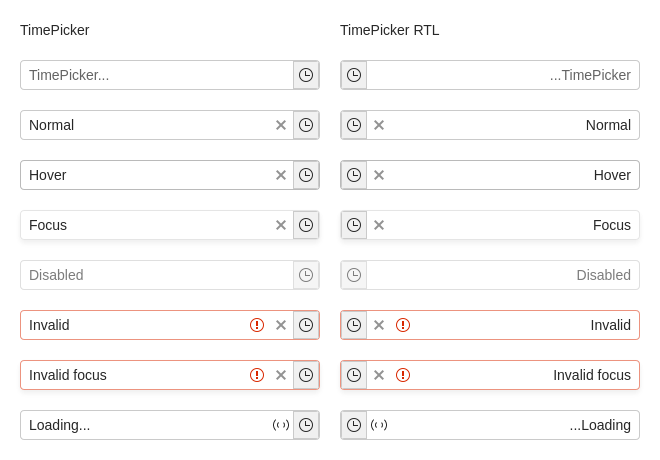 TimePicker
TimePicker RTL
TimePicker...
...TimePicker
Normal
Normal
Hover
Hover
Focus
Focus
Disabled
Disabled
Invalid
Invalid
Invalid focus
Invalid focus
Loading...
...Loading